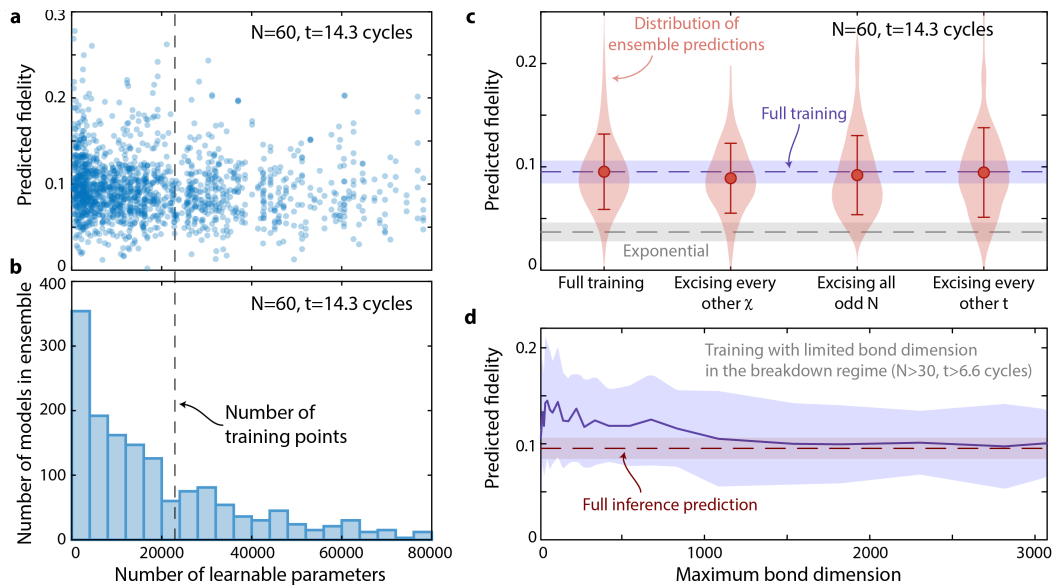 a
0.3
0.2
0.1
0
Predicted fidelity
N=60, t=14.3 cycles
b
400
300
200
100
0
Number of models in ensemble
N=60, t=14.3 cycles
Number of
training points
0
20000
40000
60000
80000
Number of learnable parameters
c
0.2
0.1
0
Predicted fidelity
Distribution of
ensemble predictions
N=60, t=14.3 cycles
Full training
Exponential
Full training
Excising every
other χ
Excising all
odd N
Excising every
other t
d
0.2
0.1
0
Predicted fidelity
Training with limited bond dimension
in the breakdown regime (N>30, t>6.6 cycles)
Full inference prediction
0
1000
2000
3000
Maximum bond dimension